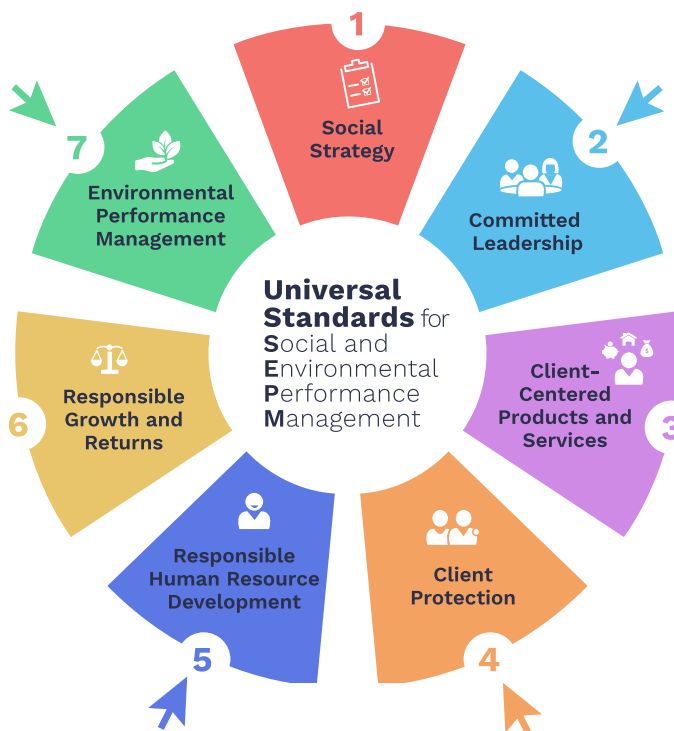 1
Social
Strategy
2
Committed
Leadership
3
Client-
Centered
Products and
Services
4
Client
Protection
5
Responsible
Human Resource
Development
6
Responsible
Growth and
Returns
7
Environmental
Performance
Management
Universal
Standards for
Social and
Environmental
Performance
Management
$